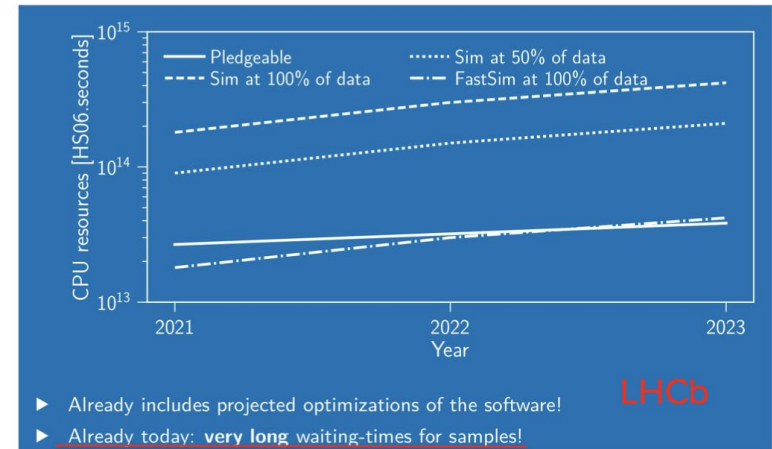 10^15
CPU resources [HS06.seconds]
Pledgeable
Sim at 50% of data
Sim at 100% of data
FastSim at 100% of data
10^14
10^13
2021
2022
2023
Year
LHCb
▶ Already includes projected optimizations of the software!
▶ Already today: very long waiting-times for samples!